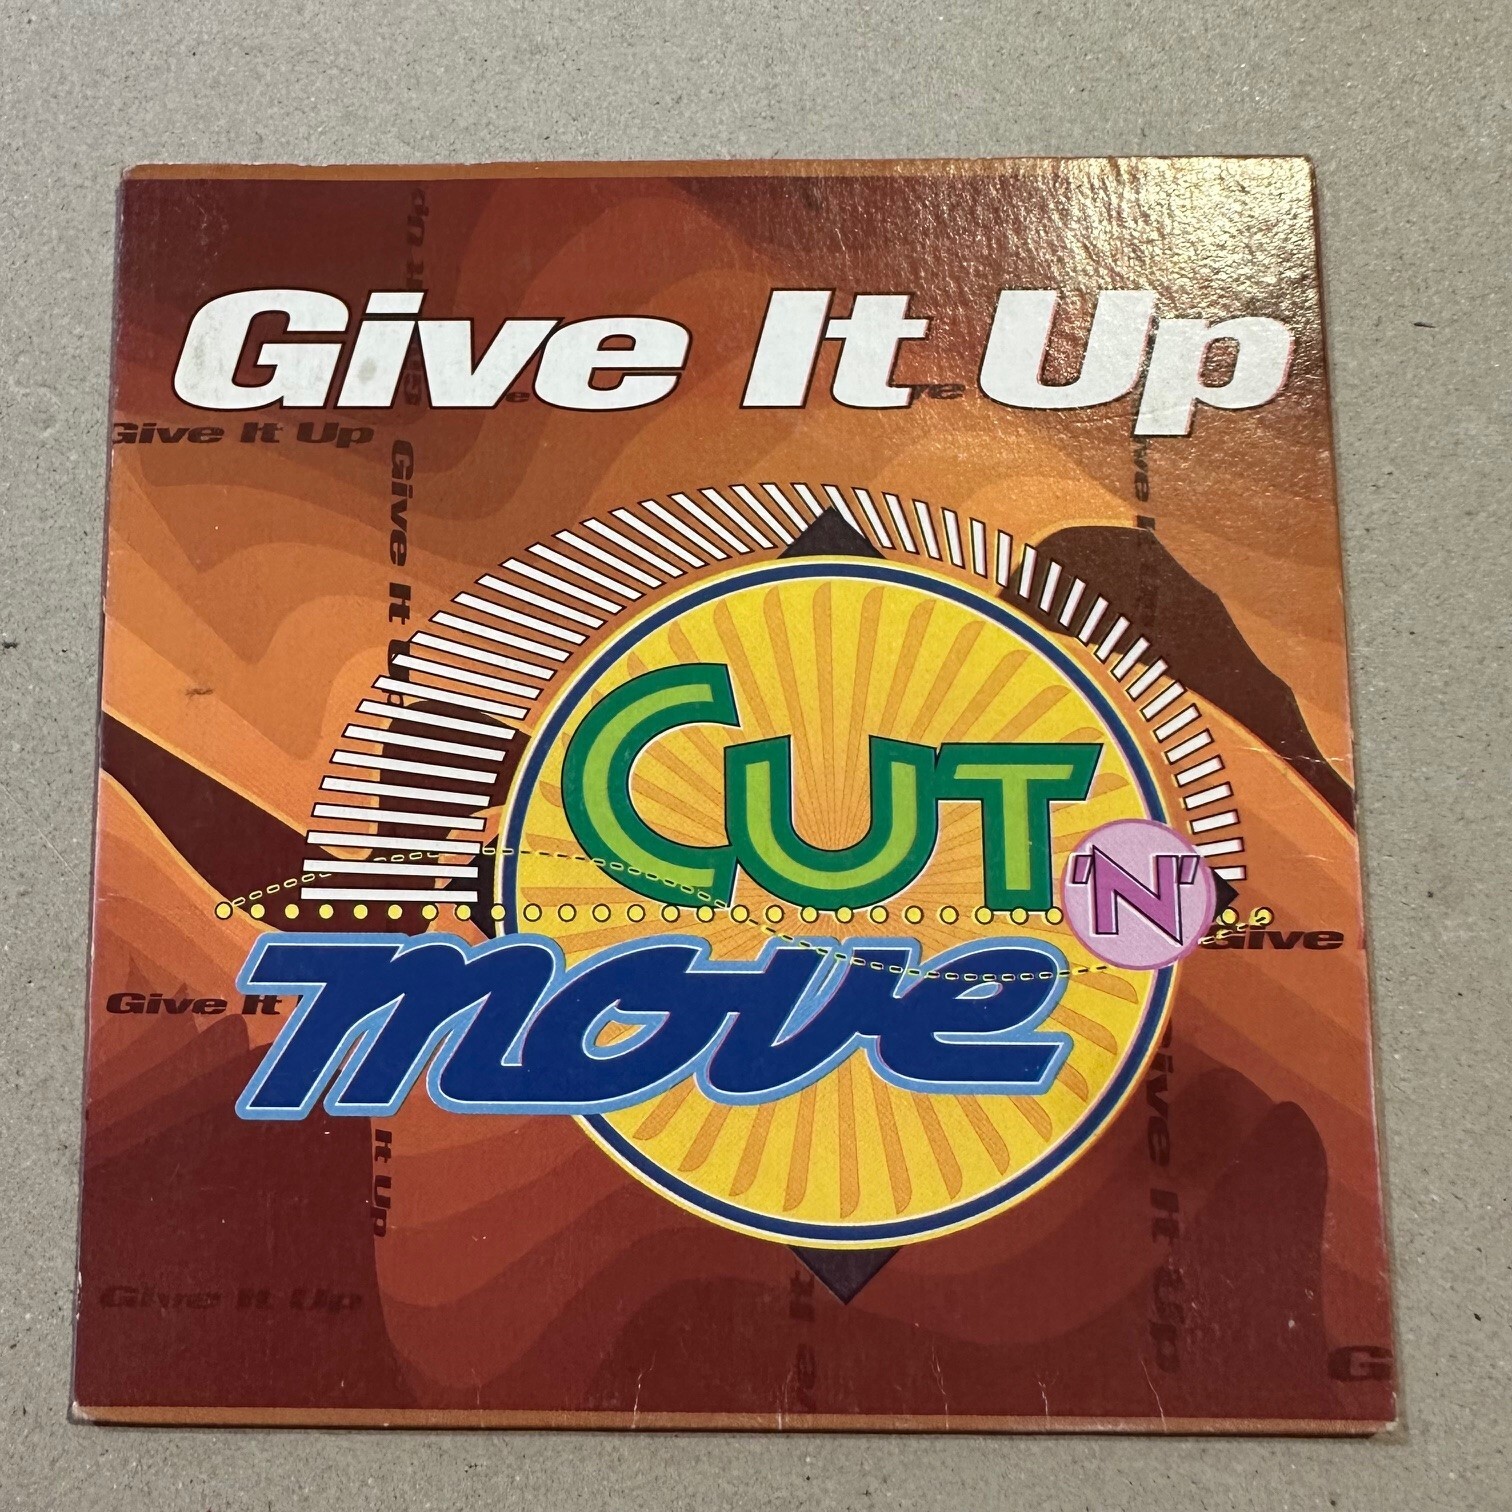 Give It Up
Give It Up
Give It Up
Cut
'N'
Give
move
Give It
It Up
Give It Up
Give It Up
G